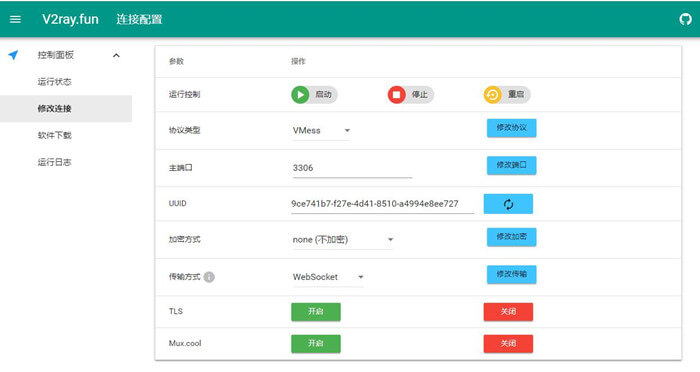 V2ray.fun 连接配置
控制面板
运行状态
修改连接
软件下载
运行日志
参数 操作
运行控制 启动 停止 重启
协议类型 VMess 修改协议
主端口 3306 修改端口
UUID 9ce741b7-f27e-4d41-8510-a4994e8ee727
加密方式 none (不加密) 修改加密
传输方式 WebSocket 修改传输
TLS 开启 关闭
Mux.cool 开启 关闭